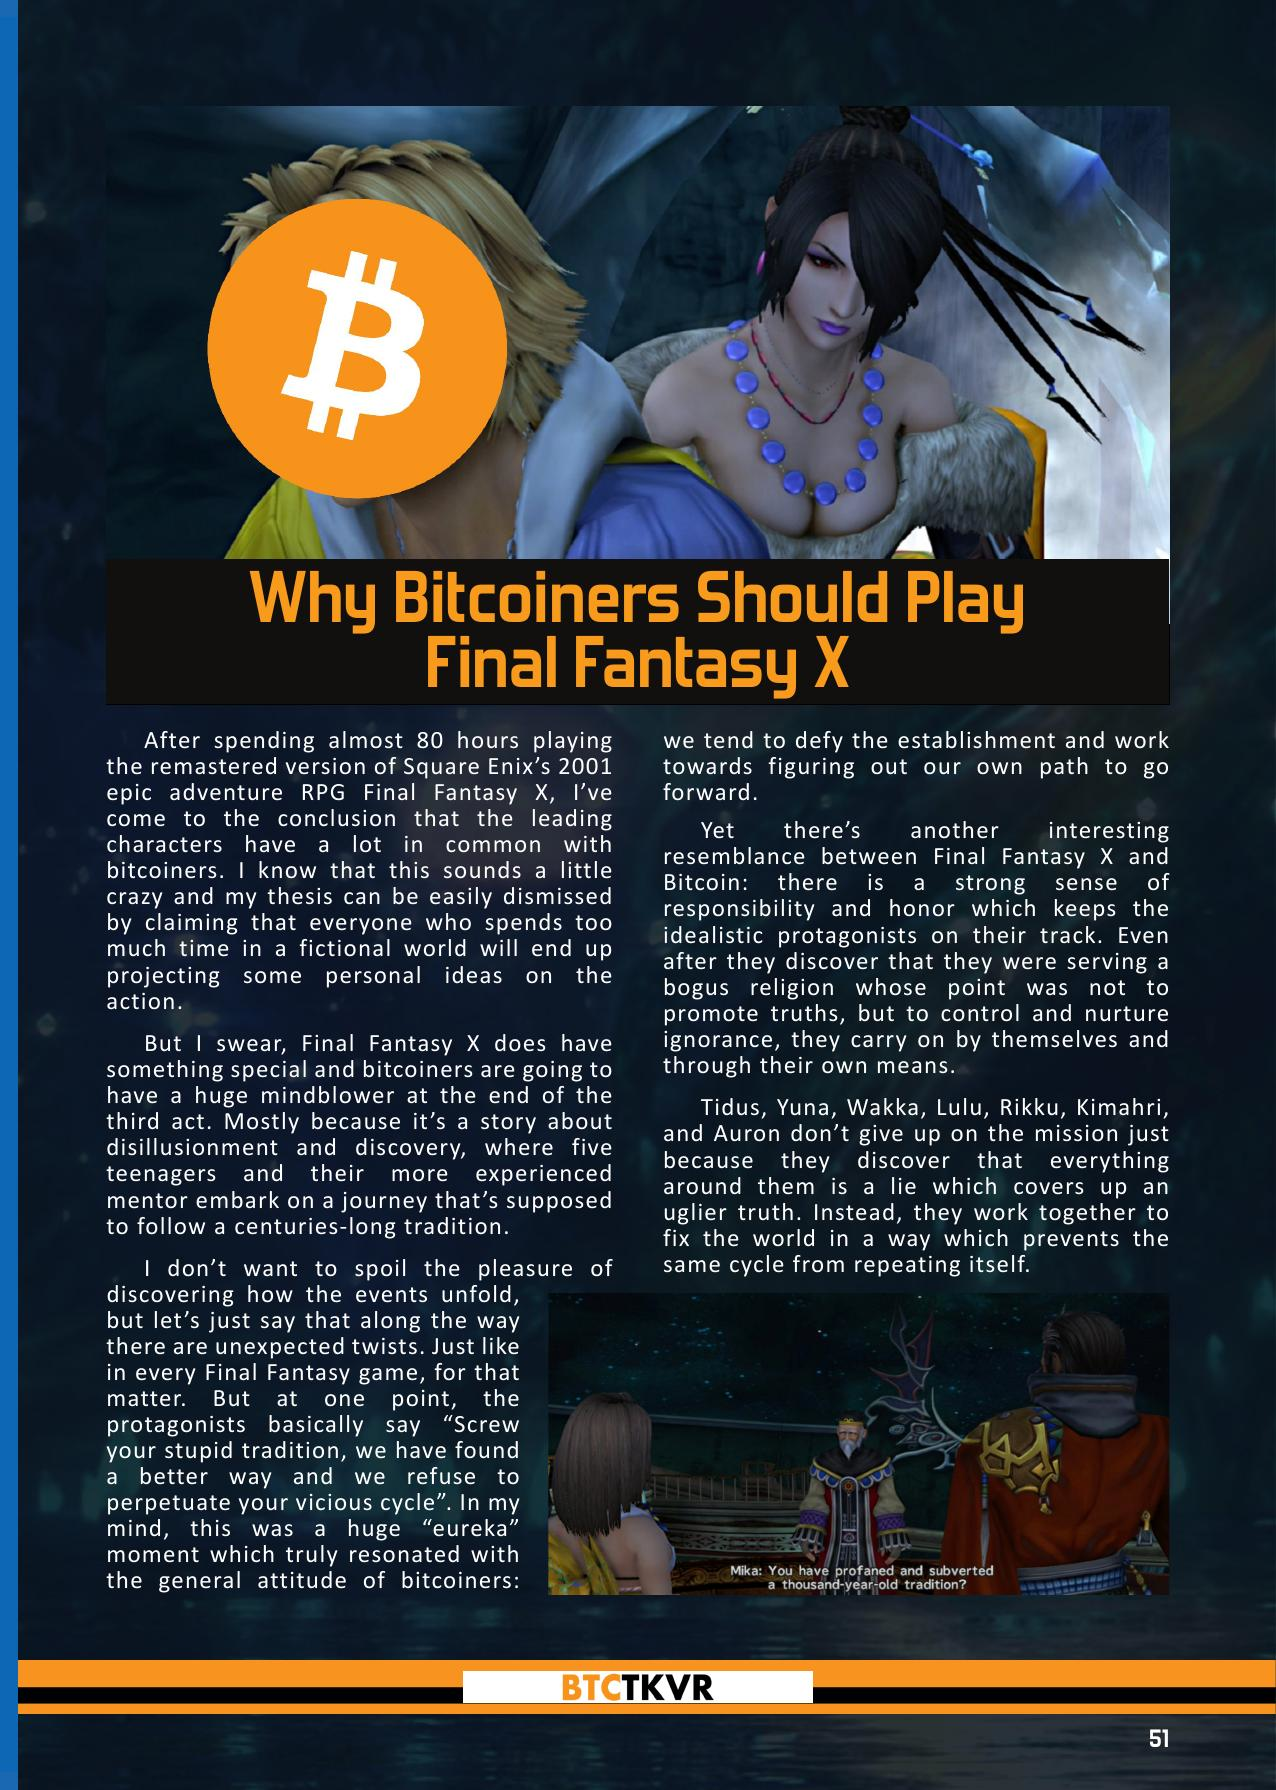 Why Bitcoiners Should Play
Final Fantasy X
After spending almost 80 hours playing
the remastered version of Square Enix’s 2001
epic adventure RPG Final Fantasy X, I’ve
come to the conclusion that the leading
characters have a lot in common with
bitcoiners. I know that this sounds a little
crazy and my thesis can be easily dismissed
by claiming that everyone who spends too
much time in a fictional world will end up
projecting some personal ideas on the
action.
But I swear, Final Fantasy X does have
something special and bitcoiners are going to
have a huge mindblower at the end of the
third act. Mostly because it’s a story about
disillusionment and discovery, where five
teenagers and their more experienced
mentor embark on a journey that’s supposed
to follow a centuries-long tradition.
I don’t want to spoil the pleasure of
discovering how the events unfold,
but let’s just say that along the way
there are unexpected twists. Just like
in every Final Fantasy game, for that
matter. But at one point, the
protagonists basically say “Screw
your stupid tradition, we have found
a better way and we refuse to
perpetuate your vicious cycle”. In my
mind, this was a huge “eureka”
moment which truly resonated with
the general attitude of bitcoiners:
we tend to defy the establishment and work
towards figuring out our own path to go
forward.
Yet there’s another interesting
resemblance between Final Fantasy X and
Bitcoin: there is a strong sense of
responsibility and honor which keeps the
idealistic protagonists on their track. Even
after they discover that they were serving a
bogus religion whose point was not to
promote truths, but to control and nurture
ignorance, they carry on by themselves and
through their own means.
Tidus, Yuna, Wakka, Lulu, Rikku, Kimahri,
and Auron don’t give up on the mission just
because they discover that everything
around them is a lie which covers up an
uglier truth. Instead, they work together to
fix the world in a way which prevents the
same cycle from repeating itself.
Mika: You have profaned and subverted
a thousand-year-old tradition?
BTCTKVR
51